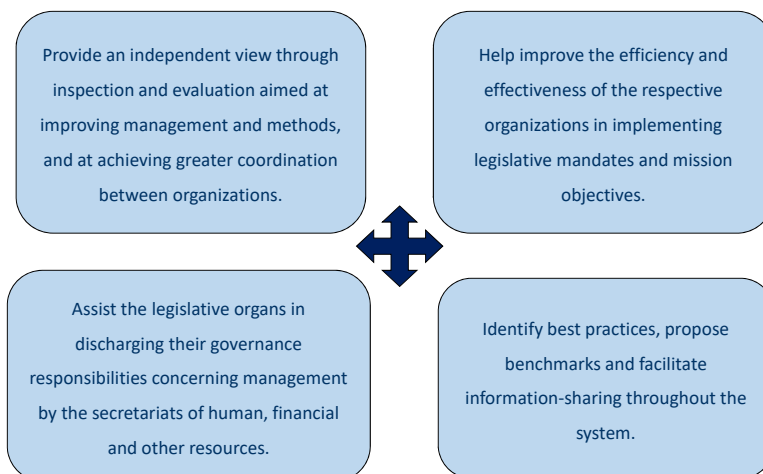 Provide an independent view through
inspection and evaluation aimed at
improving management and methods,
and at achieving greater coordination
between organizations.
Help improve the efficiency and
effectiveness of the respective
organizations in implementing
legislative mandates and mission
objectives.
Assist the legislative organs in
discharging their governance
responsibilities concerning management
by the secretariats of human, financial
and other resources.
Identify best practices, propose
benchmarks and facilitate
information-sharing throughout the
system.